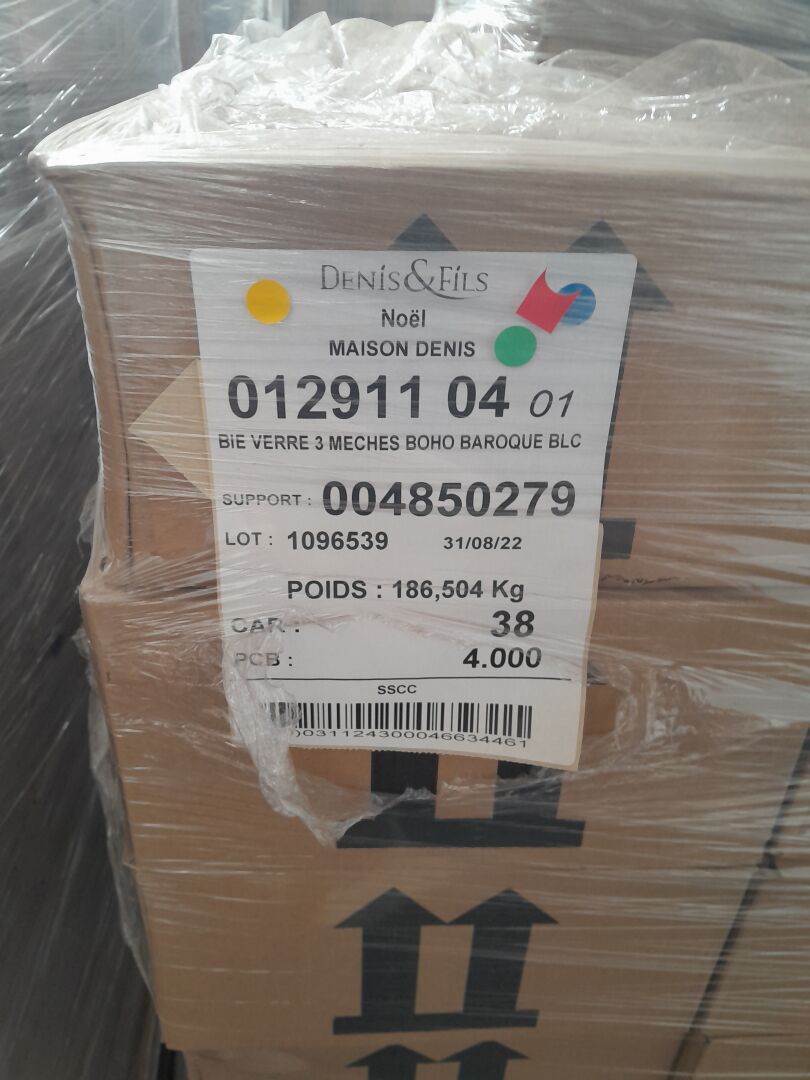 DENIS&FILS
Noël
MAISON DENIS
012911 04 01
BIE VERRE 3 MECHES BOHO BAROQUE BLC
SUPPORT : 004850279
LOT : 1096539 31/08/22
POIDS : 186,504 Kg
CAR : 38
PCB : 4.000
SSCC
)031124300046634461